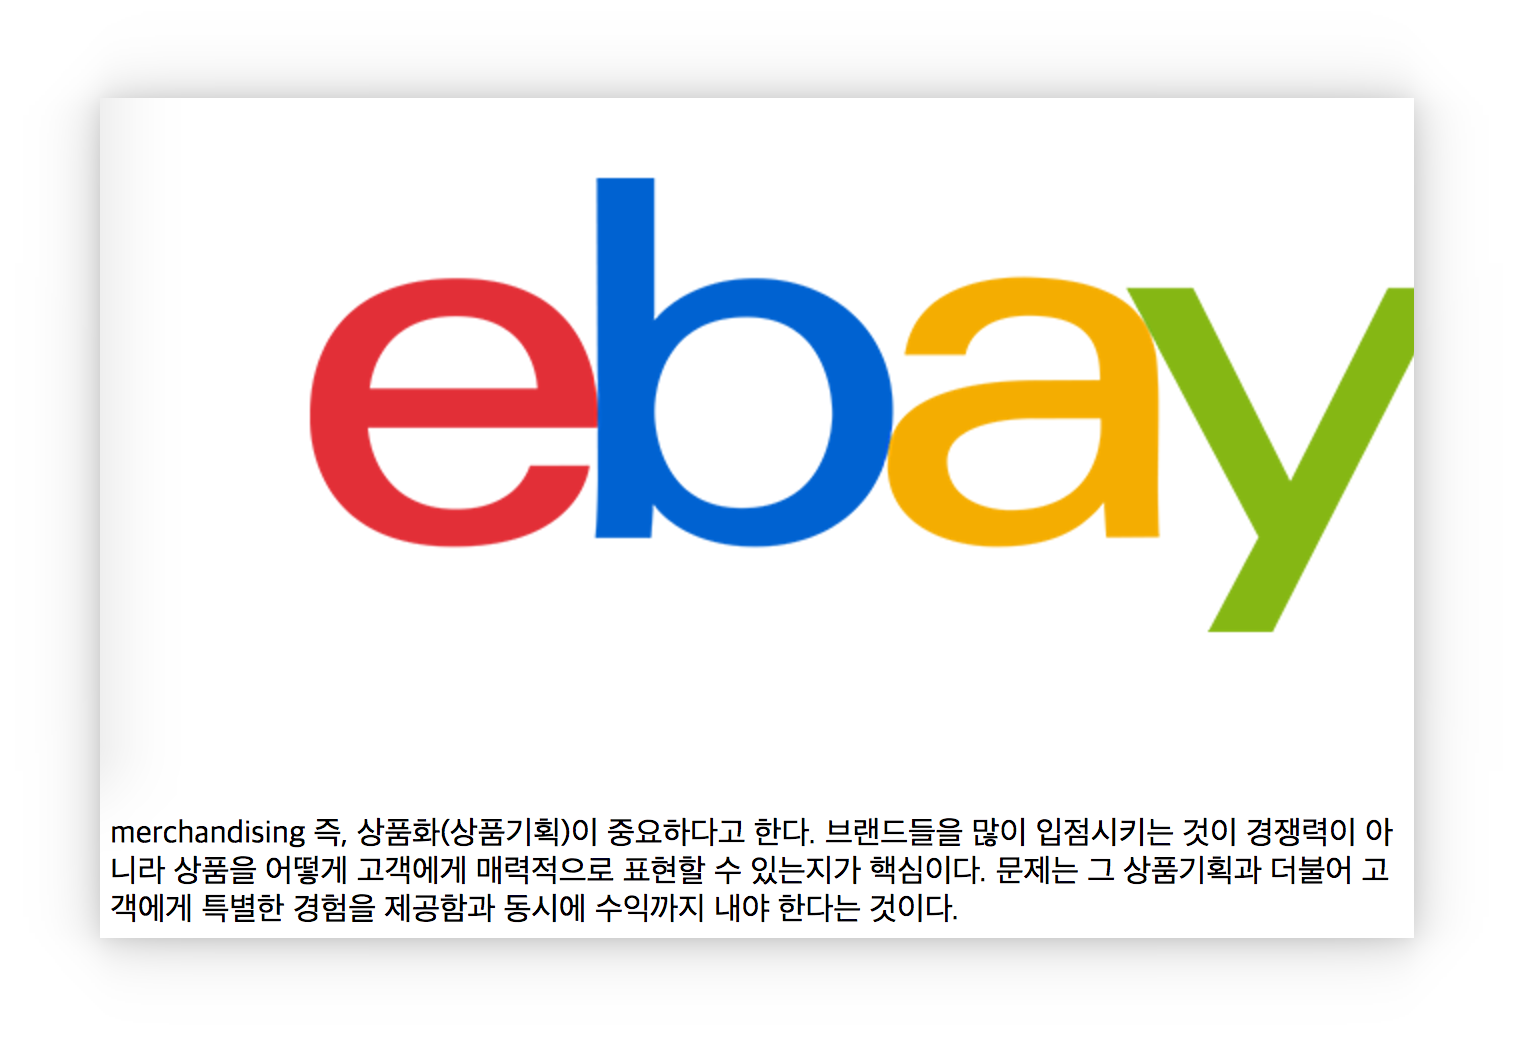 ebay
merchandising 즉, 상품화(상품기획)이 중요하다고 한다. 브랜드들을 많이 입점시키는 것이 경쟁력이 아
니라 상품을 어떻게 고객에게 매력적으로 표현할 수 있는지가 핵심이다. 문제는 그 상품기획과 더불어 고
객에게 특별한 경험을 제공함과 동시에 수익까지 내야 한다는 것이다.